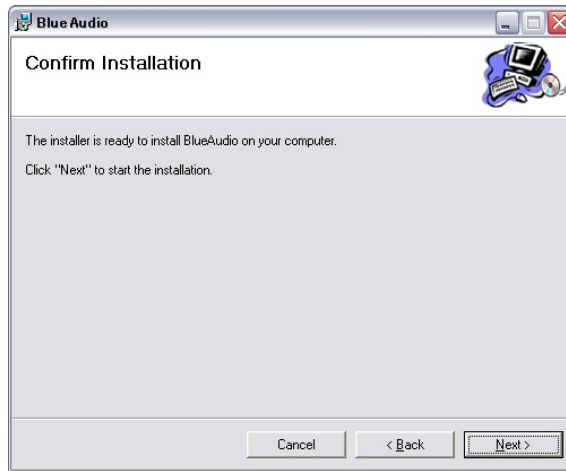 Blue Audio
Confirm Installation
The installer is ready to install BlueAudio on your computer.
Click "Next" to start the installation.
Cancel
< Back
Next >